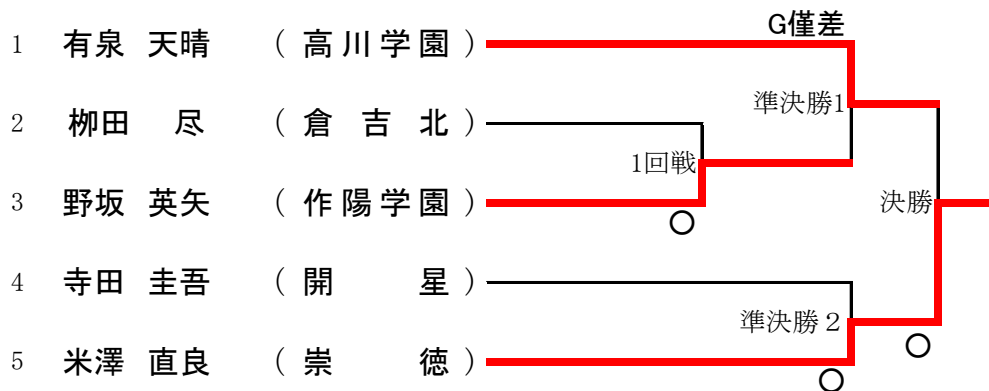 G僅差
1 有泉 天晴 ( 高川学園 )
準決勝1
2 栁田 尽 ( 倉吉北 )
1回戦
3 野坂 英矢 ( 作陽学園 )
決勝
○
4 寺田 圭吾 ( 開星 )
準決勝2
○
5 米澤 直良 ( 崇徳 )
○